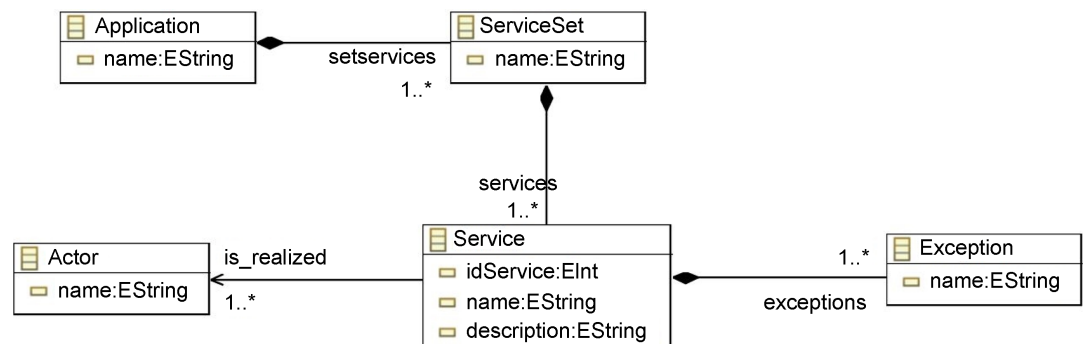 Application
name:EString
setservices
1..*
ServiceSet
name:EString
services
1..*
Actor
name:EString
is_realized
1..*
Service
idService:EInt
name:EString
description:EString
1..*
exceptions
Exception
name:EString